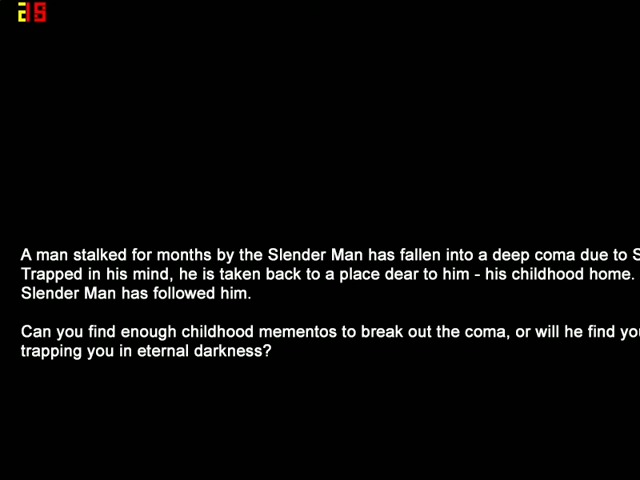 A man stalked for months by the Slender Man has fallen into a deep coma due to
Trapped in his mind, he is taken back to a place dear to him - his childhood home.
Slender Man has followed him.
Can you find enough childhood mementos to break out the coma, or will he find
trapping you in eternal darkness?